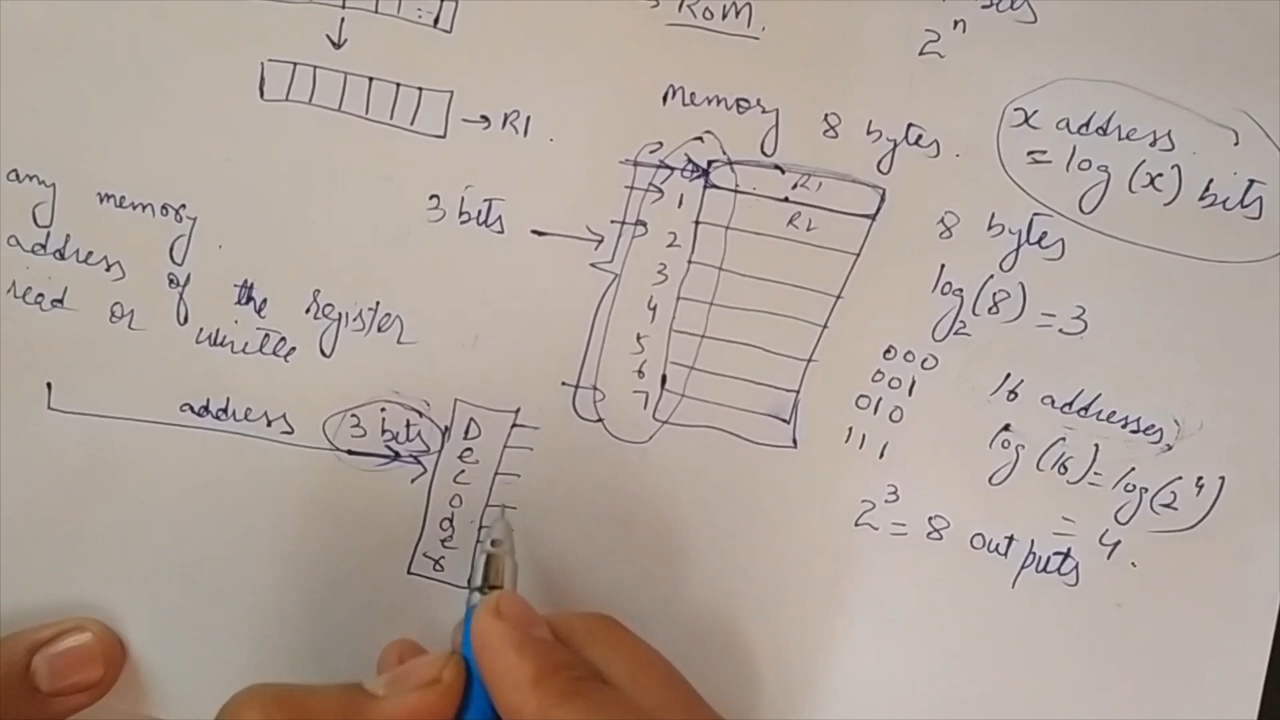 ROM.
2^n
→ R1.
Memory 8 bytes.
x address
= log(x) bits
any memory
address of the register
read or writte
3 bits
0 R1
1 R2
2
3
4
5
6
7
8 bytes
log₂(8) = 3
000
001
010
111
16 addresses,
log(16) = log(2^4)
= 4.
2^3 = 8 outputs
address 3 bits
Decoder